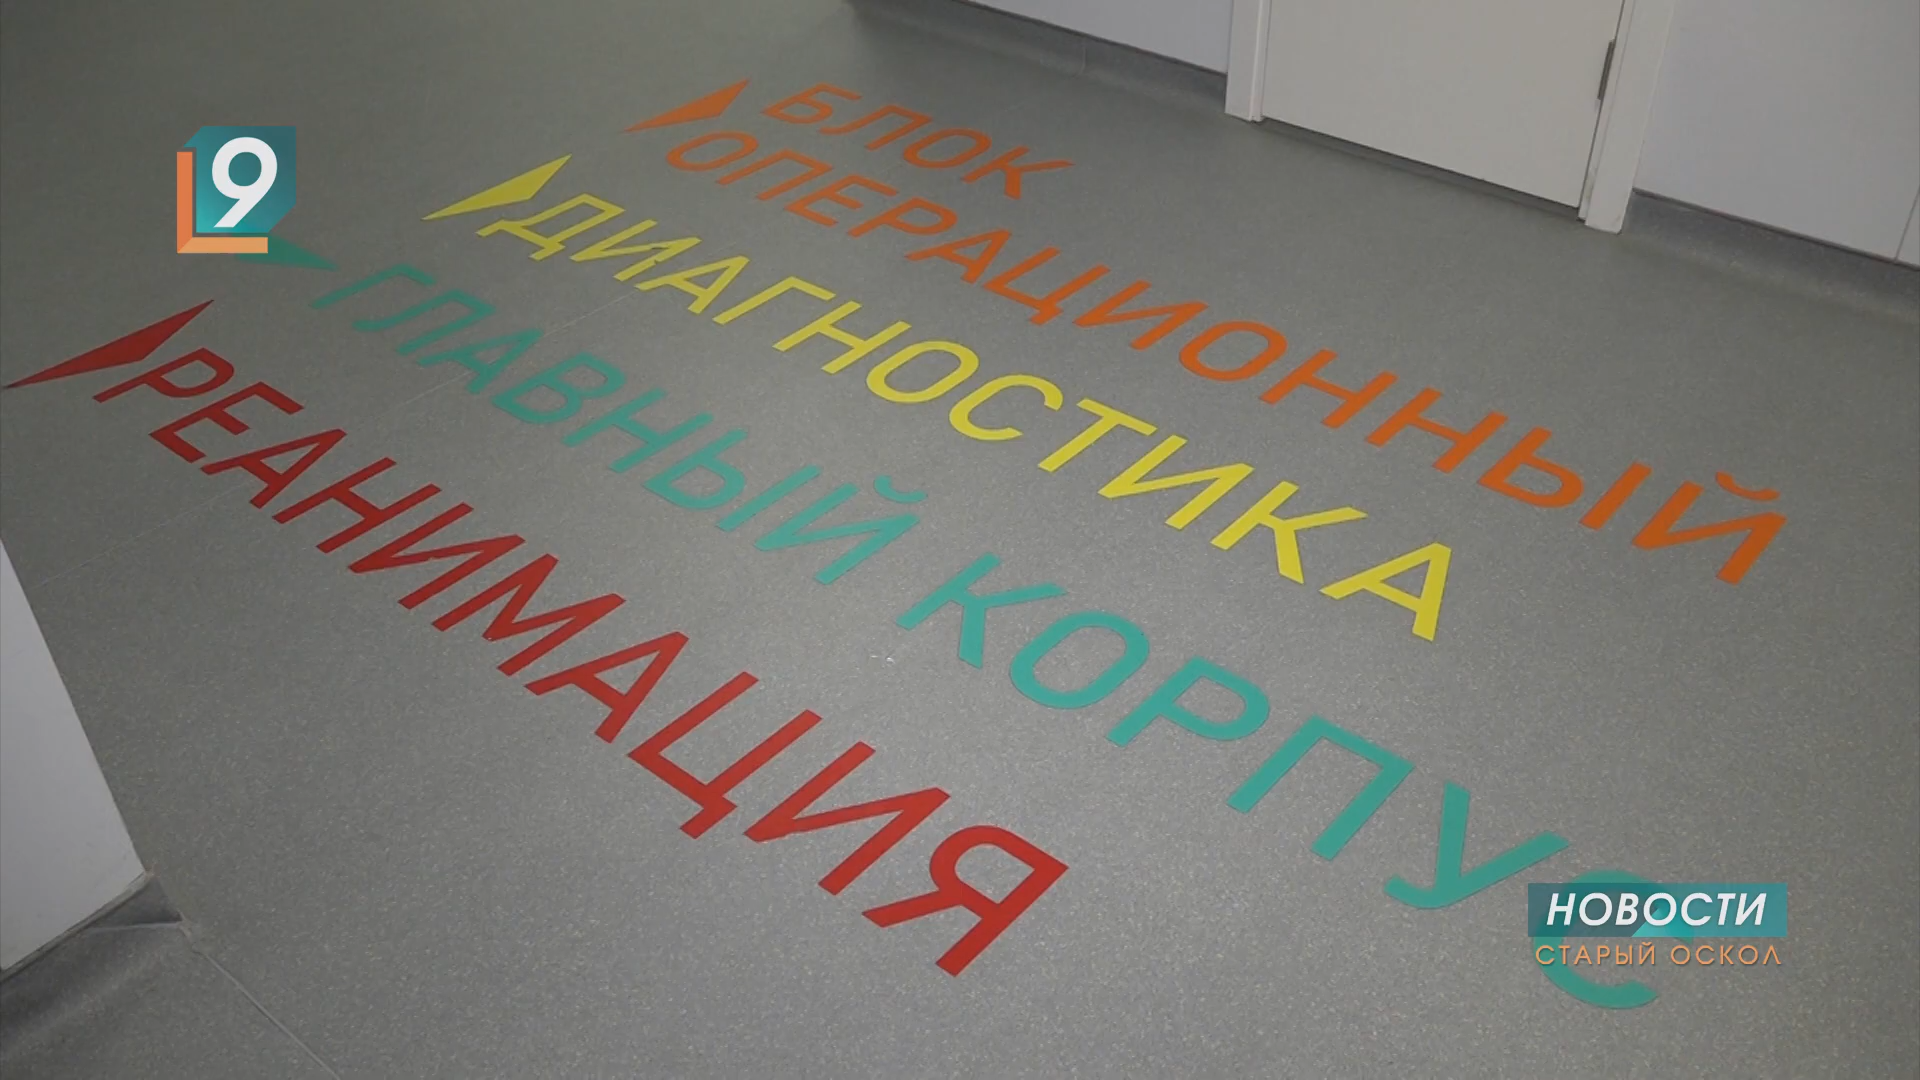 9
БЛОК
ОПЕРАЦИОННЫЙ
ДИАГНОСТИКА
ГЛАВНЫЙ КОРПУС
РЕАНИМАЦИЯ
НОВОСТИ
СТАРЫЙ ОСКОЛ